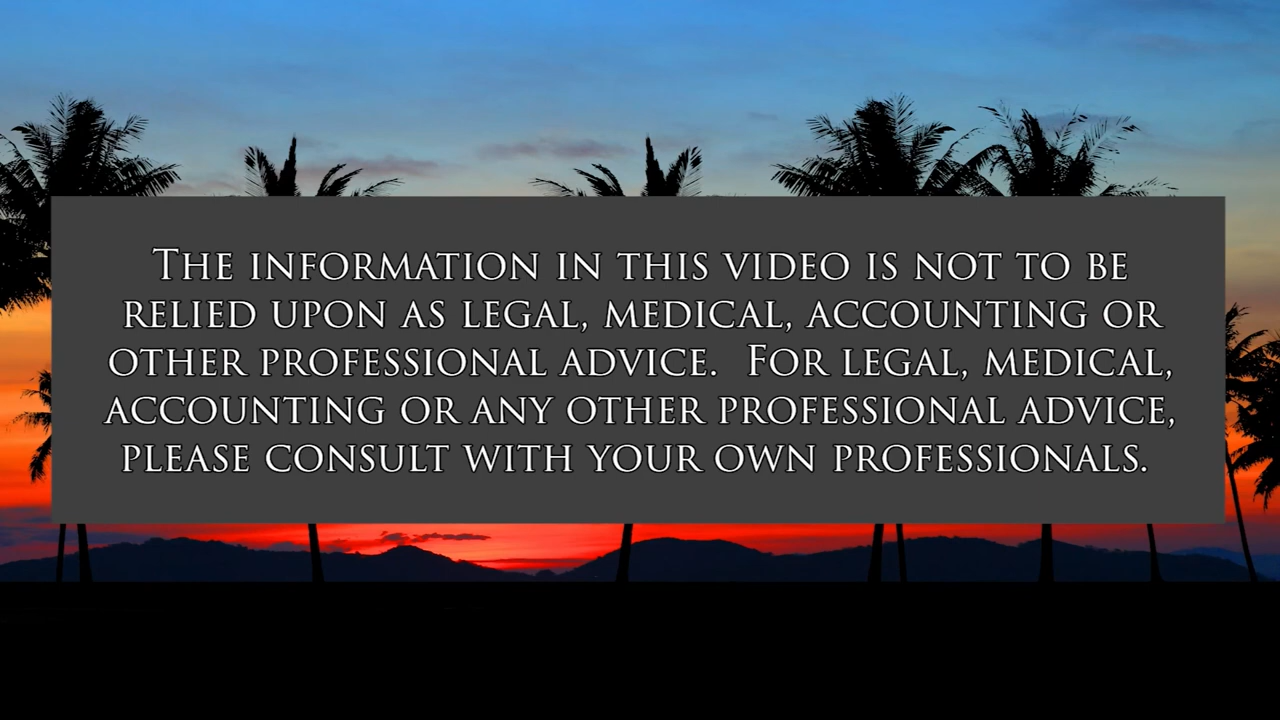 The information in this video is not to be
relied upon as legal, medical, accounting or
other professional advice.  For legal, medical,
accounting or any other professional advice,
please consult with your own professionals.